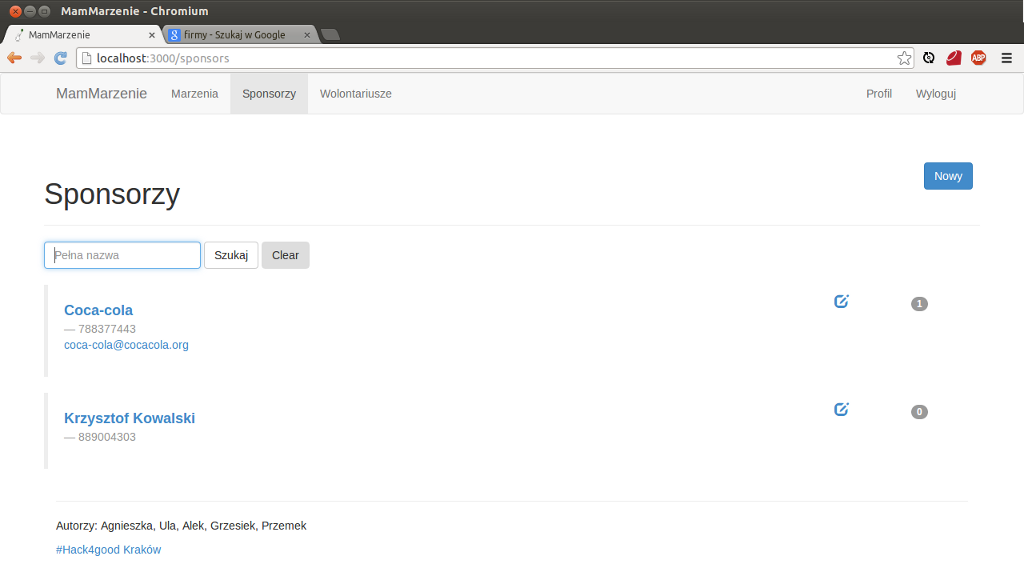 MamMarzenie - Chromium
MamMarzenie
firmy - Szukaj w Google
localhost:3000/sponsors
ABP
MamMarzenie Marzenia Sponsorzy Wolontariusze Profil Wyloguj
Nowy
Sponsorzy
Pełna nazwa Szukaj Clear
Coca-cola 1
— 788377443
coca-cola@cocacola.org
Krzysztof Kowalski 0
— 889004303
Autorzy: Agnieszka, Ula, Alek, Grzesiek, Przemek
#Hack4good Kraków